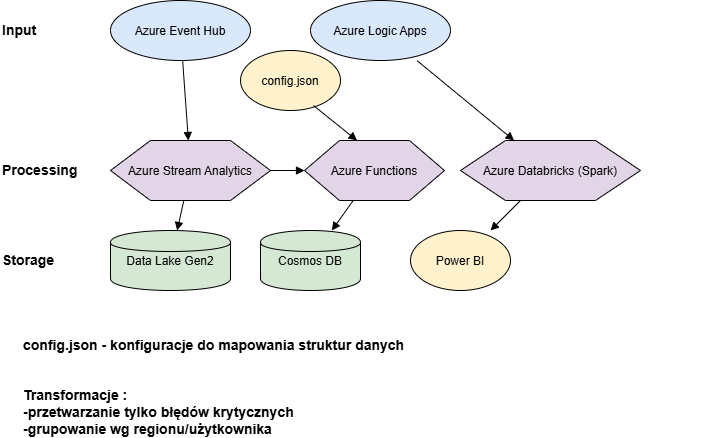 Input
Azure Event Hub
Azure Logic Apps
config.json
Processing
Azure Stream Analytics
Azure Functions
Azure Databricks (Spark)
Storage
Data Lake Gen2
Cosmos DB
Power BI
config.json - konfiguracje do mapowania struktur danych
Transformacje :
-przetwarzanie tylko błędów krytycznych
-grupowanie wg regionu/użytkownika